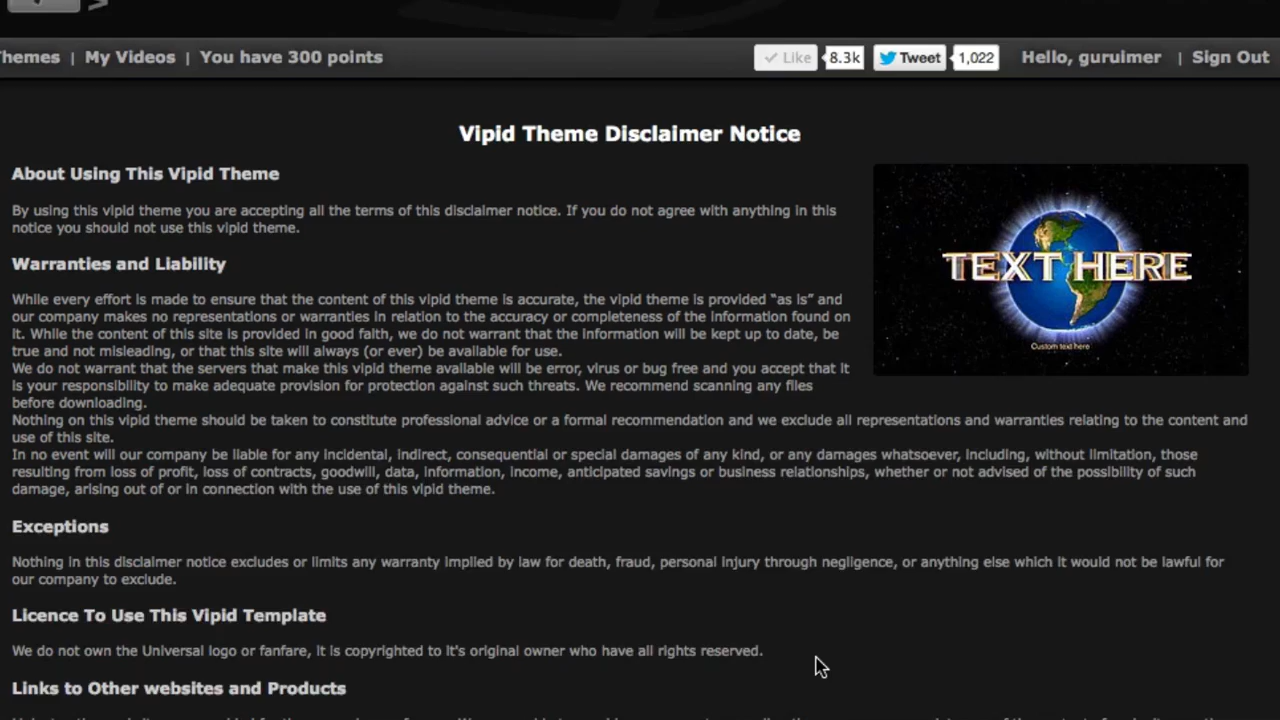 Themes | My Videos | You have 300 points
Like 8.3k Tweet 1,022 Hello, guruimer | Sign Out
Vipid Theme Disclaimer Notice
About Using This Vipid Theme
By using this vipid theme you are accepting all the terms of this disclaimer notice. If you do not agree with anything in this
notice you should not use this vipid theme.
TEXT HERE
Custom text here
Warranties and Liability
While every effort is made to ensure that the content of this vipid theme is accurate, the vipid theme is provided “as is” and
our company makes no representations or warranties in relation to the accuracy or completeness of the information found on
it. While the content of this site is provided in good faith, we do not warrant that the information will be kept up to date, be
true and not misleading, or that this site will always (or ever) be available for use.
We do not warrant that the servers that make this vipid theme available will be error, virus or bug free and you accept that it
is your responsibility to make adequate provision for protection against such threats. We recommend scanning any files
before downloading.
Nothing on this vipid theme should be taken to constitute professional advice or a formal recommendation and we exclude all representations and warranties relating to the content and
use of this site.
In no event will our company be liable for any incidental, indirect, consequential or special damages of any kind, or any damages whatsoever, including, without limitation, those
resulting from loss of profit, loss of contracts, goodwill, data, information, income, anticipated savings or business relationships, whether or not advised of the possibility of such
damage, arising out of or in connection with the use of this vipid theme.
Exceptions
Nothing in this disclaimer notice excludes or limits any warranty implied by law for death, fraud, personal injury through negligence, or anything else which it would not be lawful for
our company to exclude.
Licence To Use This Vipid Template
We do not own the Universal logo or fanfare, it is copyrighted to it's original owner who have all rights reserved.
Links to Other websites and Products